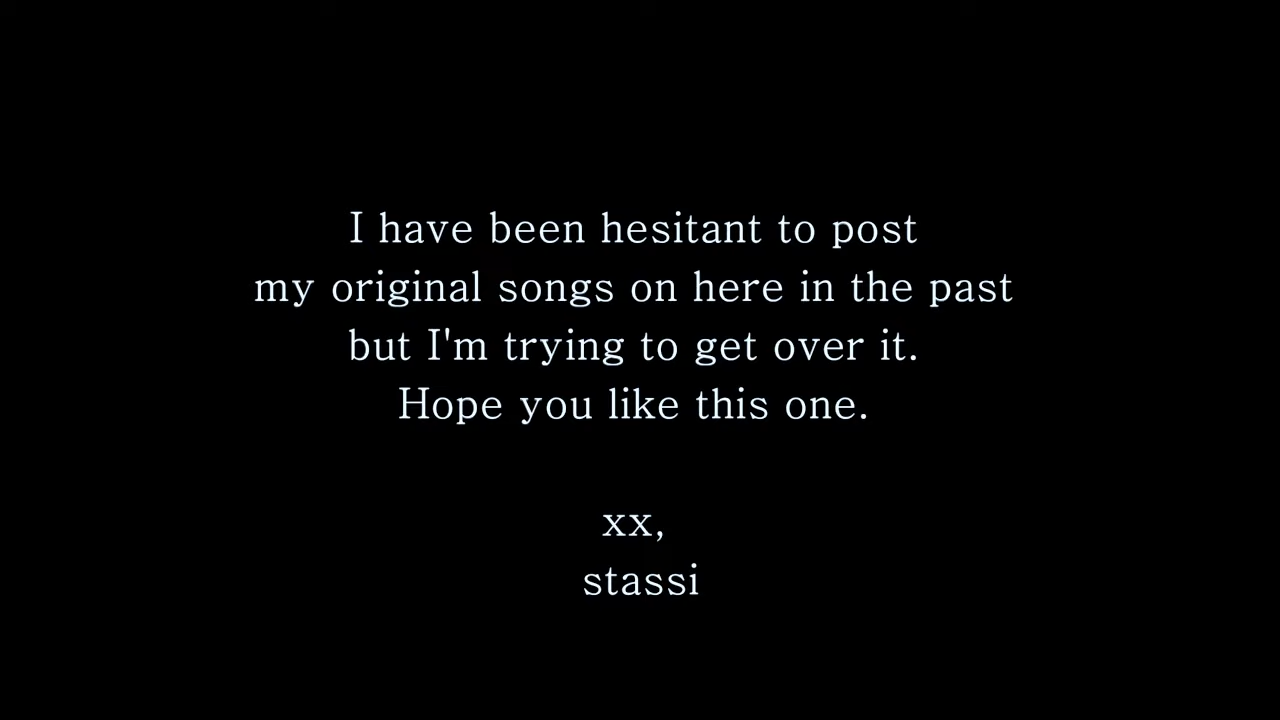 I have been hesitant to post
my original songs on here in the past
but I'm trying to get over it.
Hope you like this one.
xx,
stassi